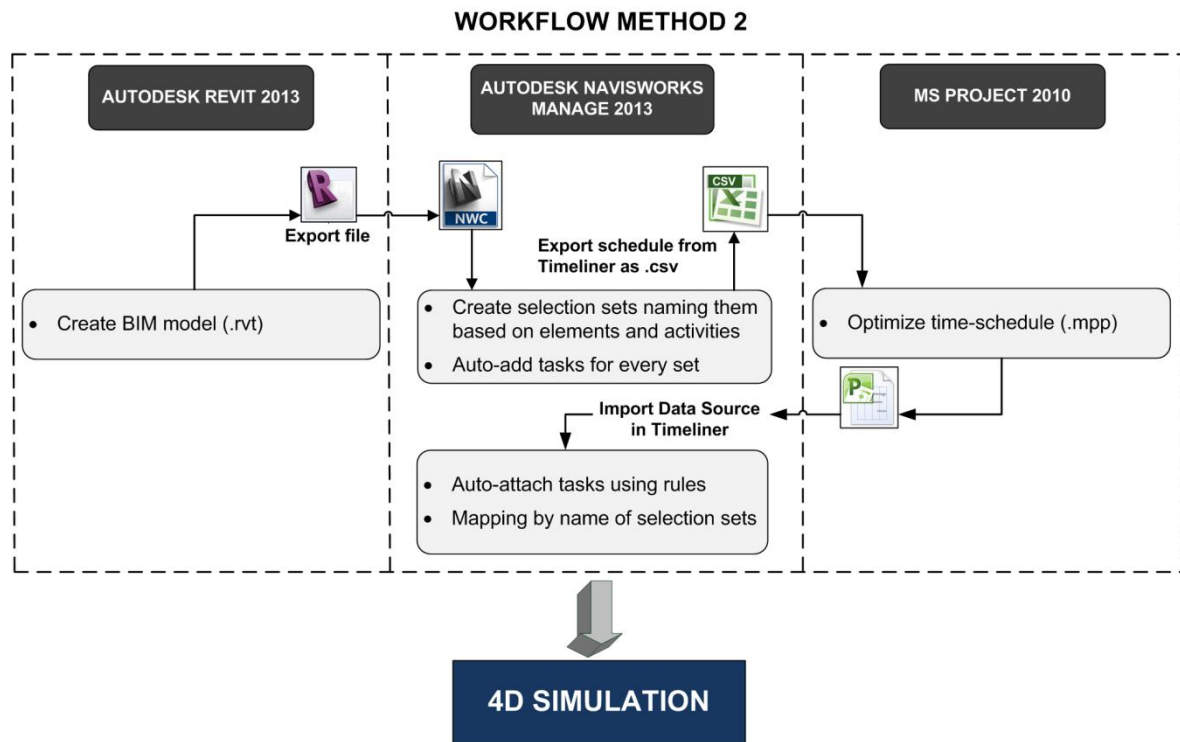 WORKFLOW METHOD 2
AUTODESK REVIT 2013
AUTODESK NAVISWORKS
MANAGE 2013
MS PROJECT 2010
R
Export file
N
NWC
CSV
X
Export schedule from
Timeliner as .csv
• Create BIM model (.rvt)
• Create selection sets naming them
based on elements and activities
• Auto-add tasks for every set
• Optimize time-schedule (.mpp)
P
Import Data Source
in Timeliner
• Auto-attach tasks using rules
• Mapping by name of selection sets
4D SIMULATION